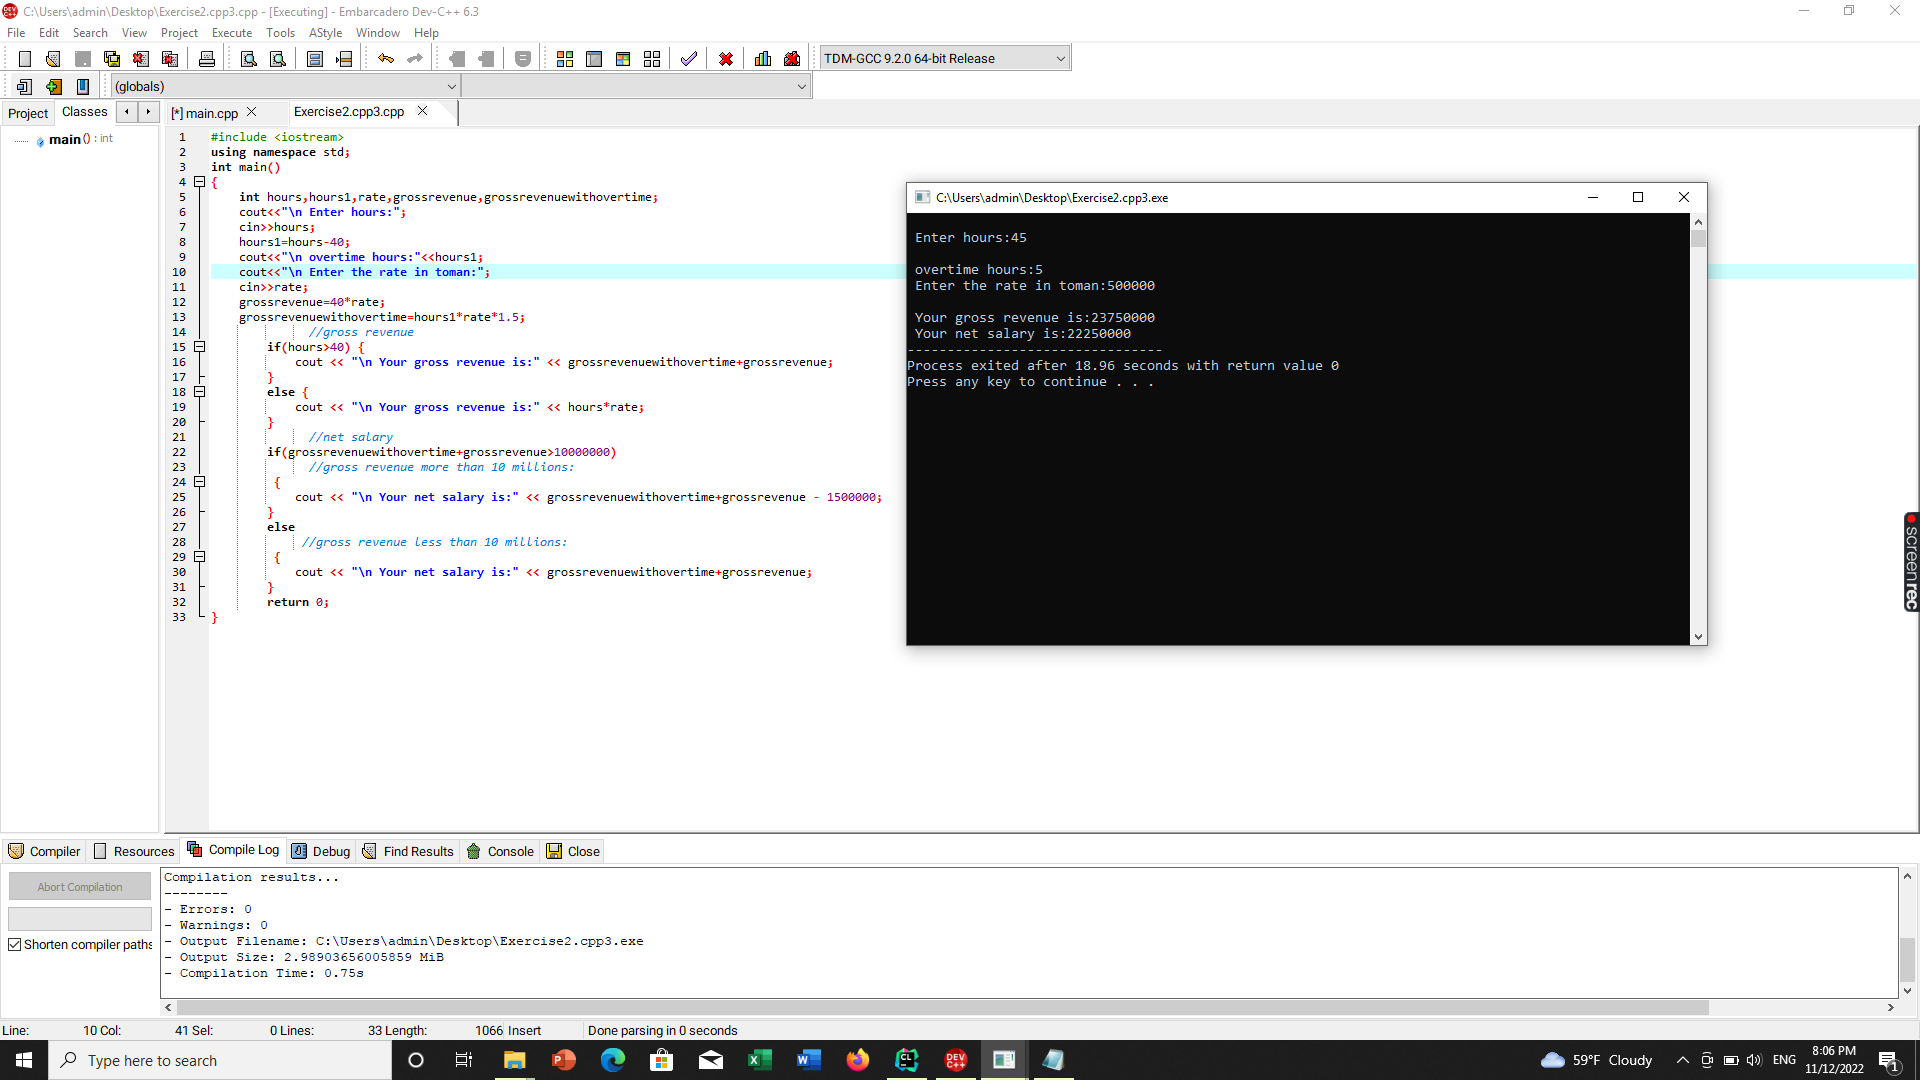 C:\Users\admin\Desktop\Exercise2.cpp3.cpp - [Executing] - Embarcadero Dev-C++ 6.3
File Edit Search View Project Execute Tools AStyle Window Help
TDM-GCC 9.2.0 64-bit Release
(globals)
Project Classes [*] main.cpp Exercise2.cpp3.cpp
main() : int
1 #include <iostream>
2 using namespace std;
3 int main()
4 {
5 int hours,hours1,rate,grossrevenue,grossrevenuewithovertime;
6 cout<<"\n Enter hours:";
7 cin>>hours;
8 hours1=hours-40;
9 cout<<"\n overtime hours:"<<hours1;
10 cout<<"\n Enter the rate in toman:";
11 cin>>rate;
12 grossrevenue=40*rate;
13 grossrevenuewithovertime=hours1*rate*1.5;
14 //gross revenue
15 if(hours>40) {
16 cout << "\n Your gross revenue is:" << grossrevenuewithovertime+grossrevenue;
17 }
18 else {
19 cout << "\n Your gross revenue is:" << hours*rate;
20 }
21 //net salary
22 if(grossrevenuewithovertime+grossrevenue>10000000)
23 //gross revenue more than 10 millions:
24 {
25 cout << "\n Your net salary is:" << grossrevenuewithovertime+grossrevenue - 1500000;
26 }
27 else
28 //gross revenue less than 10 millions:
29 {
30 cout << "\n Your net salary is:" << grossrevenuewithovertime+grossrevenue;
31 }
32 return 0;
33 }
C:\Users\admin\Desktop\Exercise2.cpp3.exe
Enter hours:45
overtime hours:5
Enter the rate in toman:500000
Your gross revenue is:23750000
Your net salary is:22250000
--------------------------------
Process exited after 18.96 seconds with return value 0
Press any key to continue . . .
screenrec
Compiler Resources Compile Log Debug Find Results Console Close
Abort Compilation
Shorten compiler paths
Compilation results...
--------
- Errors: 0
- Warnings: 0
- Output Filename: C:\Users\admin\Desktop\Exercise2.cpp3.exe
- Output Size: 2.98903656005859 MiB
- Compilation Time: 0.75s
Line: 10 Col: 41 Sel: 0 Lines: 33 Length: 1066 Insert Done parsing in 0 seconds
Type here to search
59°F Cloudy
ENG
8:06 PM
11/12/2022
1